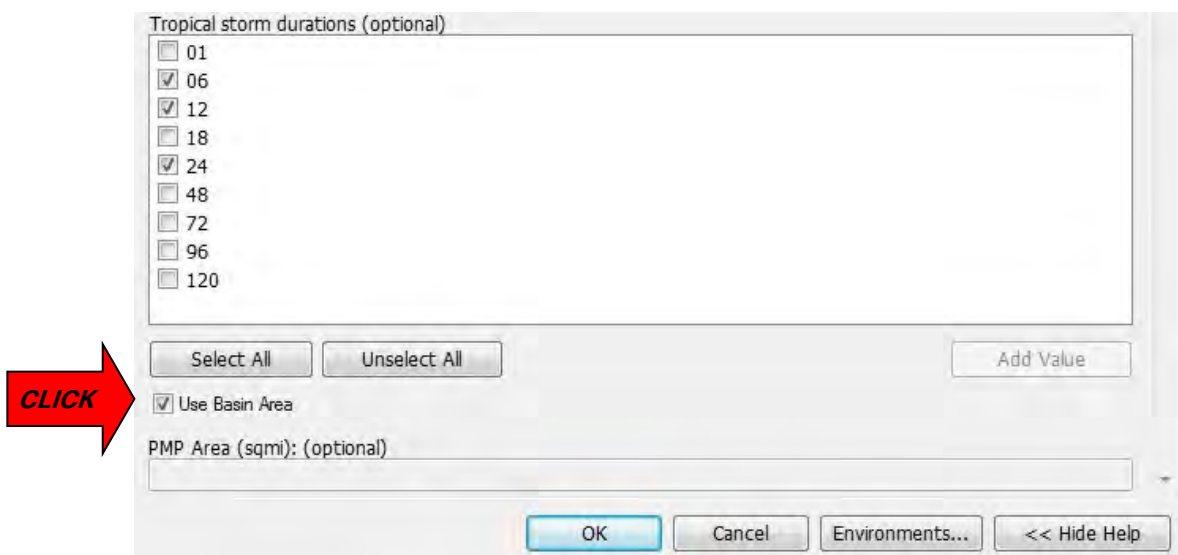 Tropical storm durations (optional)
01
06
12
18
24
48
72
96
120
Select All Unselect All Add Value
CLICK Use Basin Area
PMP Area (sqmi): (optional)
OK Cancel Environments... << Hide Help